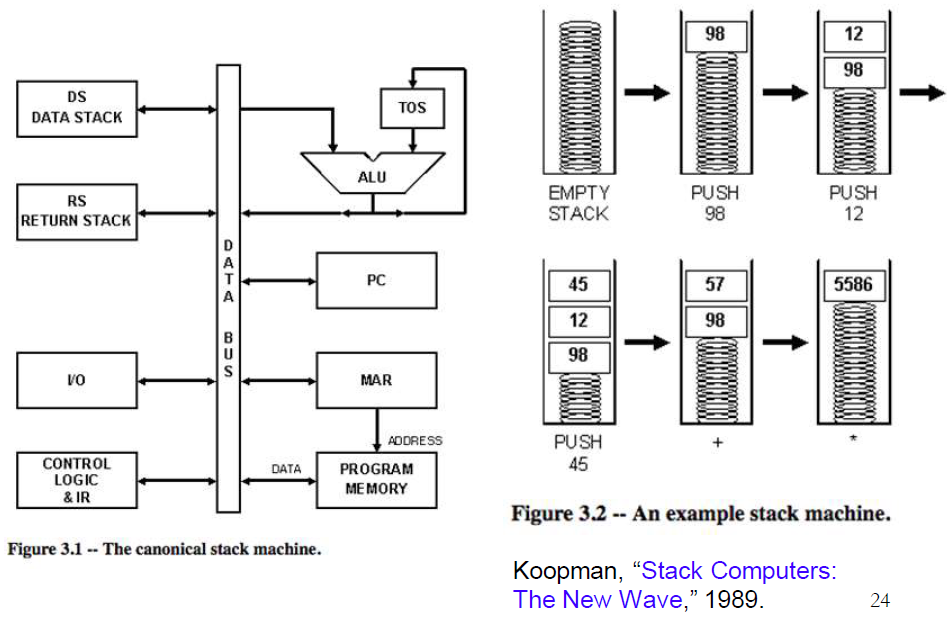 DS
DATA STACK
RS
RETURN STACK
I/O
CONTROL
LOGIC
& IR
DATA BUS
TOS
ALU
PC
MAR
ADDRESS
DATA
PROGRAM
MEMORY
Figure 3.1 -- The canonical stack machine.
EMPTY
STACK
98
PUSH
98
12
98
PUSH
12
45
12
98
PUSH
45
57
98
+
5586
*
Figure 3.2 -- An example stack machine.
Koopman, “Stack Computers:
The New Wave,” 1989.
24